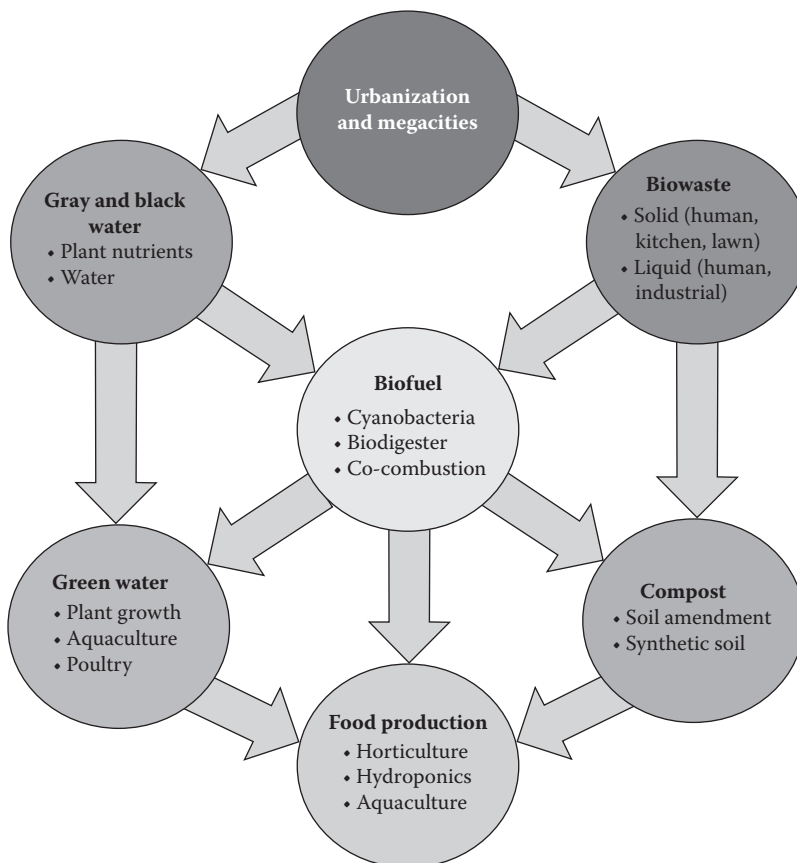 Urbanization
and megacities
Gray and black
water
• Plant nutrients
• Water
Biowaste
• Solid (human,
kitchen, lawn)
• Liquid (human,
industrial)
Biofuel
• Cyanobacteria
• Biodigester
• Co-combustion
Green water
• Plant growth
• Aquaculture
• Poultry
Compost
• Soil amendment
• Synthetic soil
Food production
• Horticulture
• Hydroponics
• Aquaculture